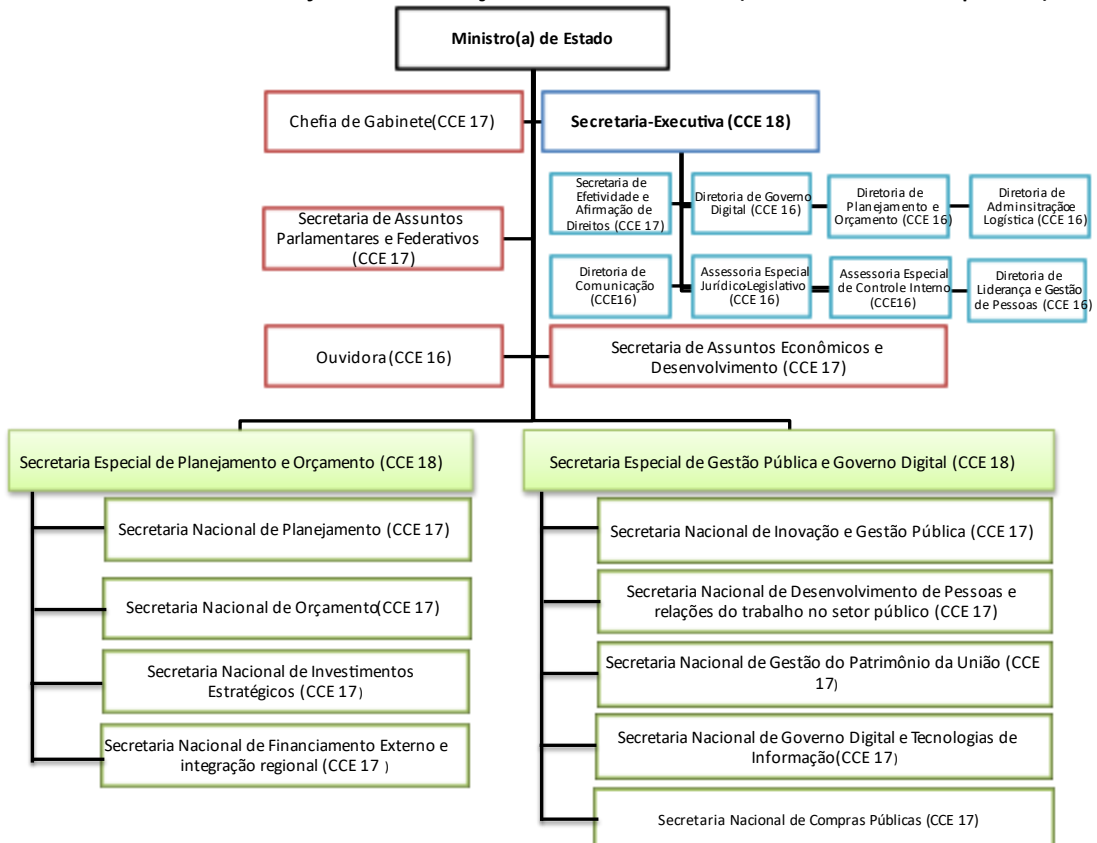 Ministro(a) de Estado
Chefia de Gabinete(CCE 17)
Secretaria-Executiva (CCE 18)
Secretaria de
Efetividade e
Afirmação de
Direitos (CCE 17)
Diretoria de Governo
Digital (CCE 16)
Diretoria de
Planejamento e
Orçamento (CCE 16)
Diretoria de
Adminsitração e
Logística (CCE 16)
Secretaria de Assuntos
Parlamentares e Federativos
(CCE 17)
Diretoria de
Comunicação
(CCE16)
Assessoria Especial
Jurídico-Legislativo
(CCE 16)
Assessoria Especial
de Controle Interno
(CCE16)
Diretoria de
Liderança e Gestão
de Pessoas (CCE 16)
Ouvidora (CCE 16)
Secretaria de Assuntos Econômicos e
Desenvolvimento (CCE 17)
Secretaria Especial de Planejamento e Orçamento (CCE 18)
Secretaria Nacional de Planejamento (CCE 17)
Secretaria Nacional de Orçamento(CCE 17)
Secretaria Nacional de Investimentos
Estratégicos (CCE 17)
Secretaria Nacional de Financiamento Externo e
integração regional (CCE 17 )
Secretaria Especial de Gestão Pública e Governo Digital (CCE 18)
Secretaria Nacional de Inovação e Gestão Pública (CCE 17)
Secretaria Nacional de Desenvolvimento de Pessoas e
relações do trabalho no setor público (CCE 17)
Secretaria Nacional de Gestão do Patrimônio da União (CCE
17)
Secretaria Nacional de Governo Digital e Tecnologias de
Informação(CCE 17)
Secretaria Nacional de Compras Públicas (CCE 17)